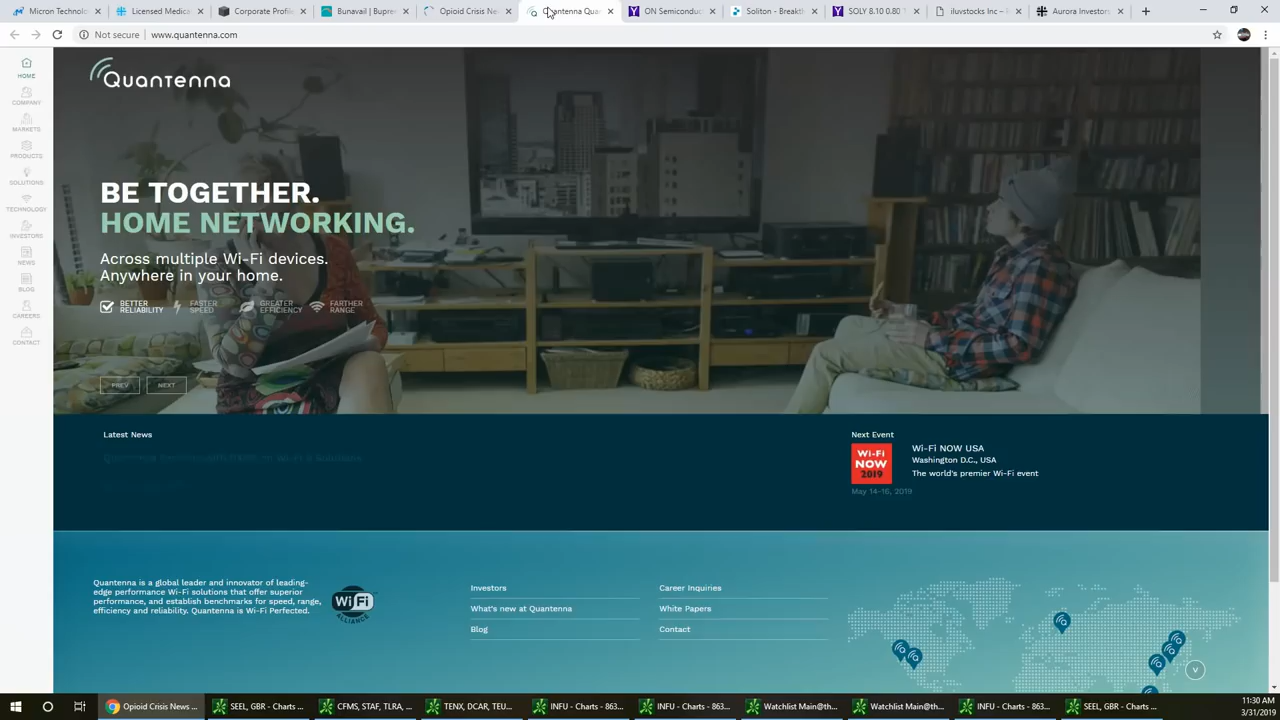 Micron Technolo
Licensed Medica
Corporate Profile
Bunavail | Bupre
Opioid Crisis Ne
Quantenna Qua
ON Semiconduc
Soliton - Breakth
SOLY 8.10 0.80
iluvstocks Inc –
Aurora Investors
Not secure
www.quantenna.com
HOME
COMPANY
MARKETS
PRODUCTS
SOLUTIONS
TECHNOLOGY
INVESTORS
NEWS
BLOG
CAREERS
CONTACT
Quantenna
BE TOGETHER.
HOME NETWORKING.
Across multiple Wi-Fi devices.
Anywhere in your home.
BETTER
RELIABILITY
FASTER
SPEED
GREATER
EFFICIENCY
FARTHER
RANGE
PREV
NEXT
Latest News
Next Event
Wi-Fi
NOW
2019
Wi-Fi NOW USA
Washington D.C., USA
The world's premier Wi-Fi event
May 14-16, 2019
Quantenna is a global leader and innovator of leading-
edge performance Wi-Fi solutions that offer superior
performance, and establish benchmarks for speed, range,
efficiency and reliability. Quantenna is Wi-Fi Perfected.
Wi Fi
ALLIANCE
Investors
What's new at Quantenna
Blog
Career Inquiries
White Papers
Contact
Opioid Crisis News ...
SEEL, GBR - Charts ...
CFMS, STRP, TLRA, ...
TENX, DCAR, TEU...
INFU - Charts - 863...
INFU - Charts - 863...
Watchlist Main@th...
Watchlist Main@th...
INFU - Charts - 863...
SEEL, GBR - Charts ...
11:30 AM
3/31/2019